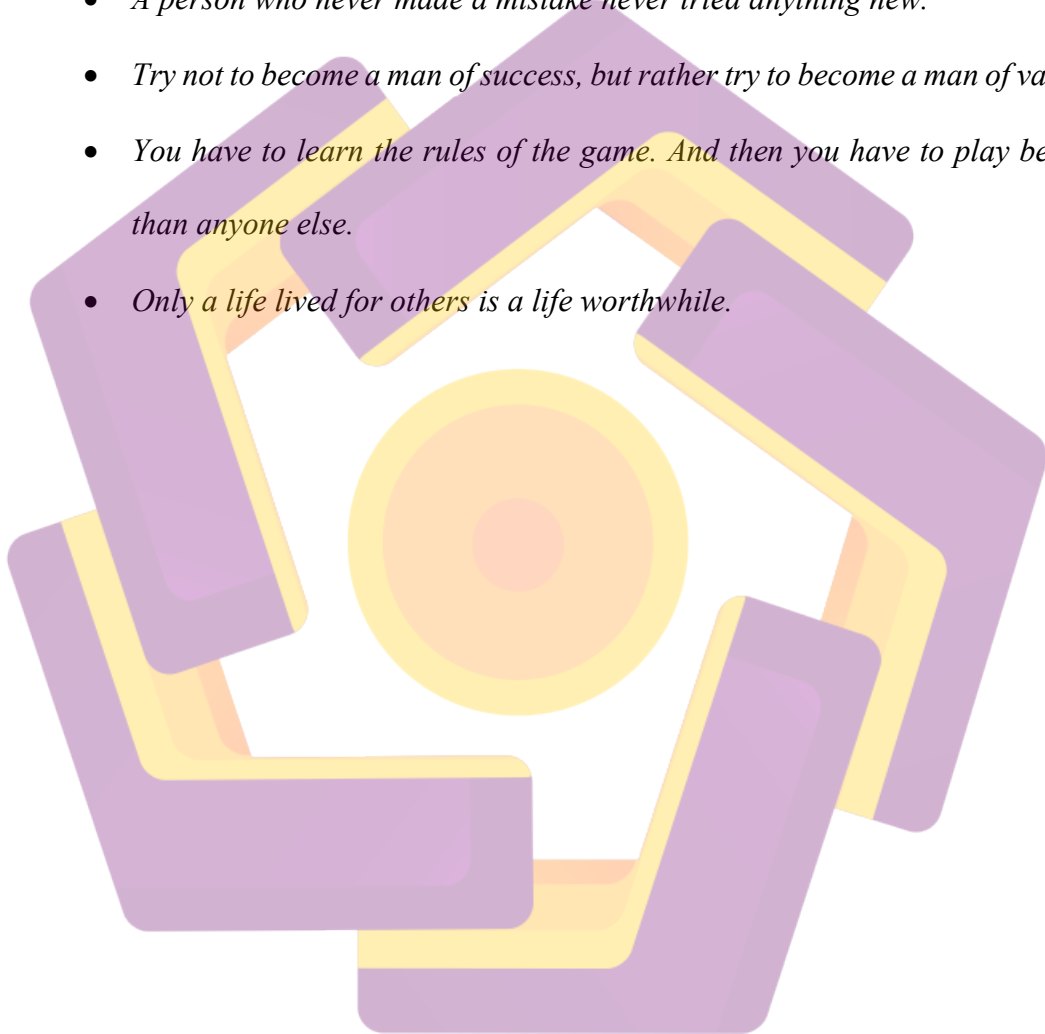 • A person who never made a mistake never tried anything new.
• Try not to become a man of success, but rather try to become a man of va
• You have to learn the rules of the game. And then you have to play be
than anyone else.
• Only a life lived for others is a life worthwhile.